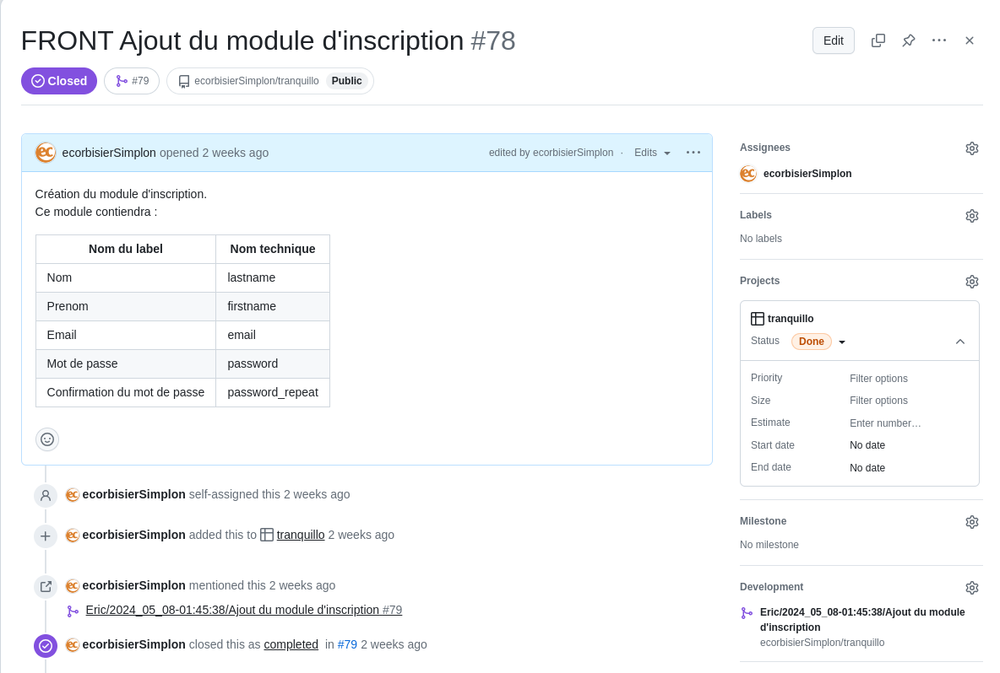 FRONT Ajout du module d'inscription #78
Edit
Closed
#79
ecorbisierSimplon/tranquillo Public
ecorbisierSimplon opened 2 weeks ago
edited by ecorbisierSimplon · Edits
Création du module d'inscription.
Ce module contiendra :
Nom du label Nom technique
Nom lastname
Prenom firstname
Email email
Mot de passe password
Confirmation du mot de passe password_repeat
ecorbisierSimplon self-assigned this 2 weeks ago
ecorbisierSimplon added this to tranquillo 2 weeks ago
ecorbisierSimplon mentioned this 2 weeks ago
Eric/2024_05_08-01:45:38/Ajout du module d'inscription #79
ecorbisierSimplon closed this as completed in #79 2 weeks ago
Assignees
ecorbisierSimplon
Labels
No labels
Projects
tranquillo
Status Done
Priority Filter options
Size Filter options
Estimate Enter number…
Start date No date
End date No date
Milestone
No milestone
Development
Eric/2024_05_08-01:45:38/Ajout du module
d'inscription
ecorbisierSimplon/tranquillo